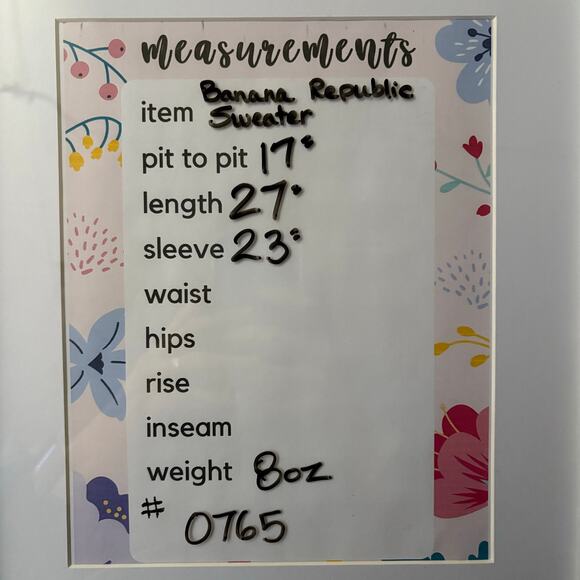 measurements
item Banana Republic
Sweater
pit to pit 17"
length 27"
sleeve 23"
waist
hips
rise
inseam
weight 8oz
#
0765